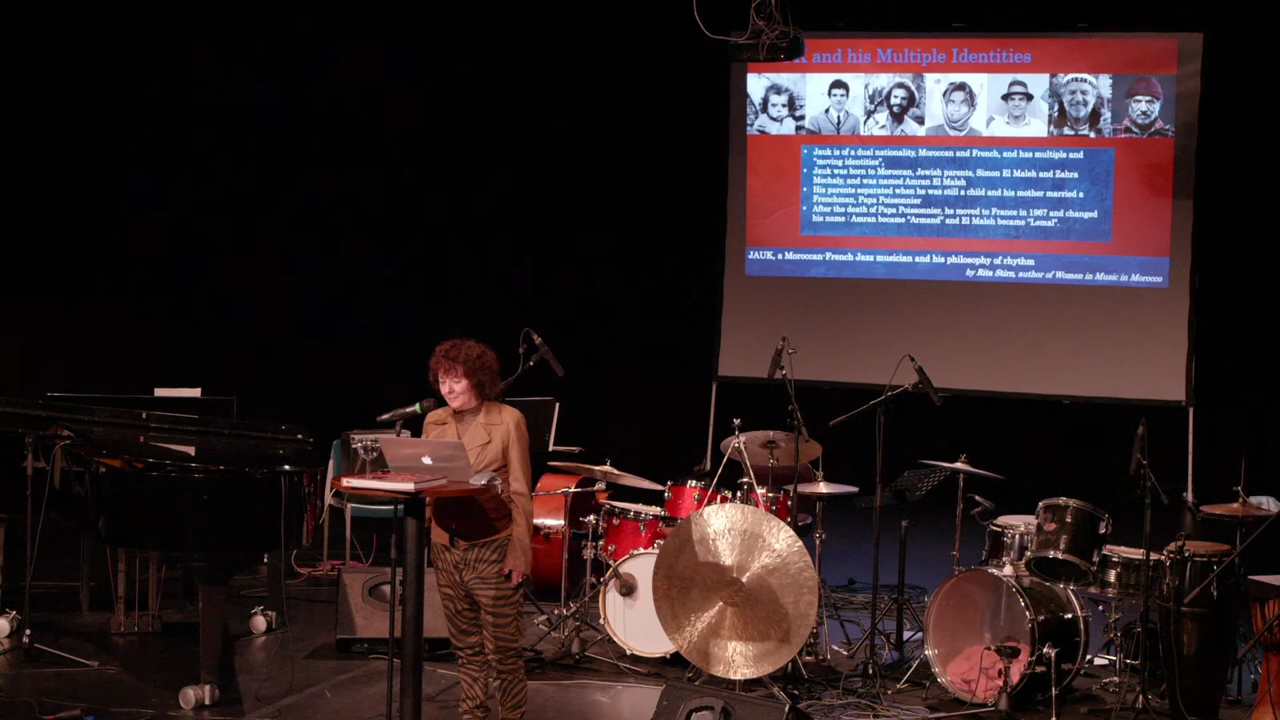 and his Multiple Identities
• Jauk is of a dual nationality, Moroccan and French, and has multiple and
"moving identities".
• Jauk was born to Moroccan, Jewish parents, Simon El Maleh and Zahra
Mechaly, and was named Amran El Maleh
• His parents separated when he was still a child and his mother married a
Frenchman, Papa Poissonnier
• After the death of Papa Poissonnier, he moved to France in 1967 and changed
his name : Amran became "Armand" and El Maleh became "Lemal".
JAUK, a Moroccan-French Jazz musician and his philosophy of rhythm
by Rita Stirn, author of Women in Music in Morocco